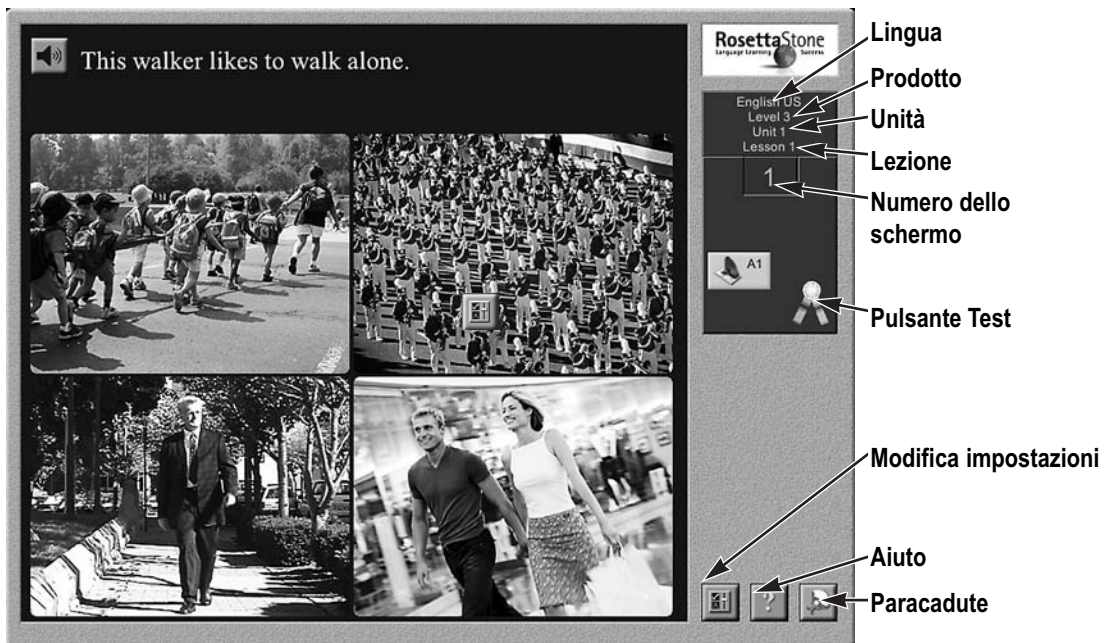 This walker likes to walk alone.
RosettaStone
Language Learning Success
English US
Level 3
Unit 1
Lesson 1
1
A1
?
Lingua
Prodotto
Unità
Lezione
Numero dello
schermo
Pulsante Test
Modifica impostazioni
Aiuto
Paracadute